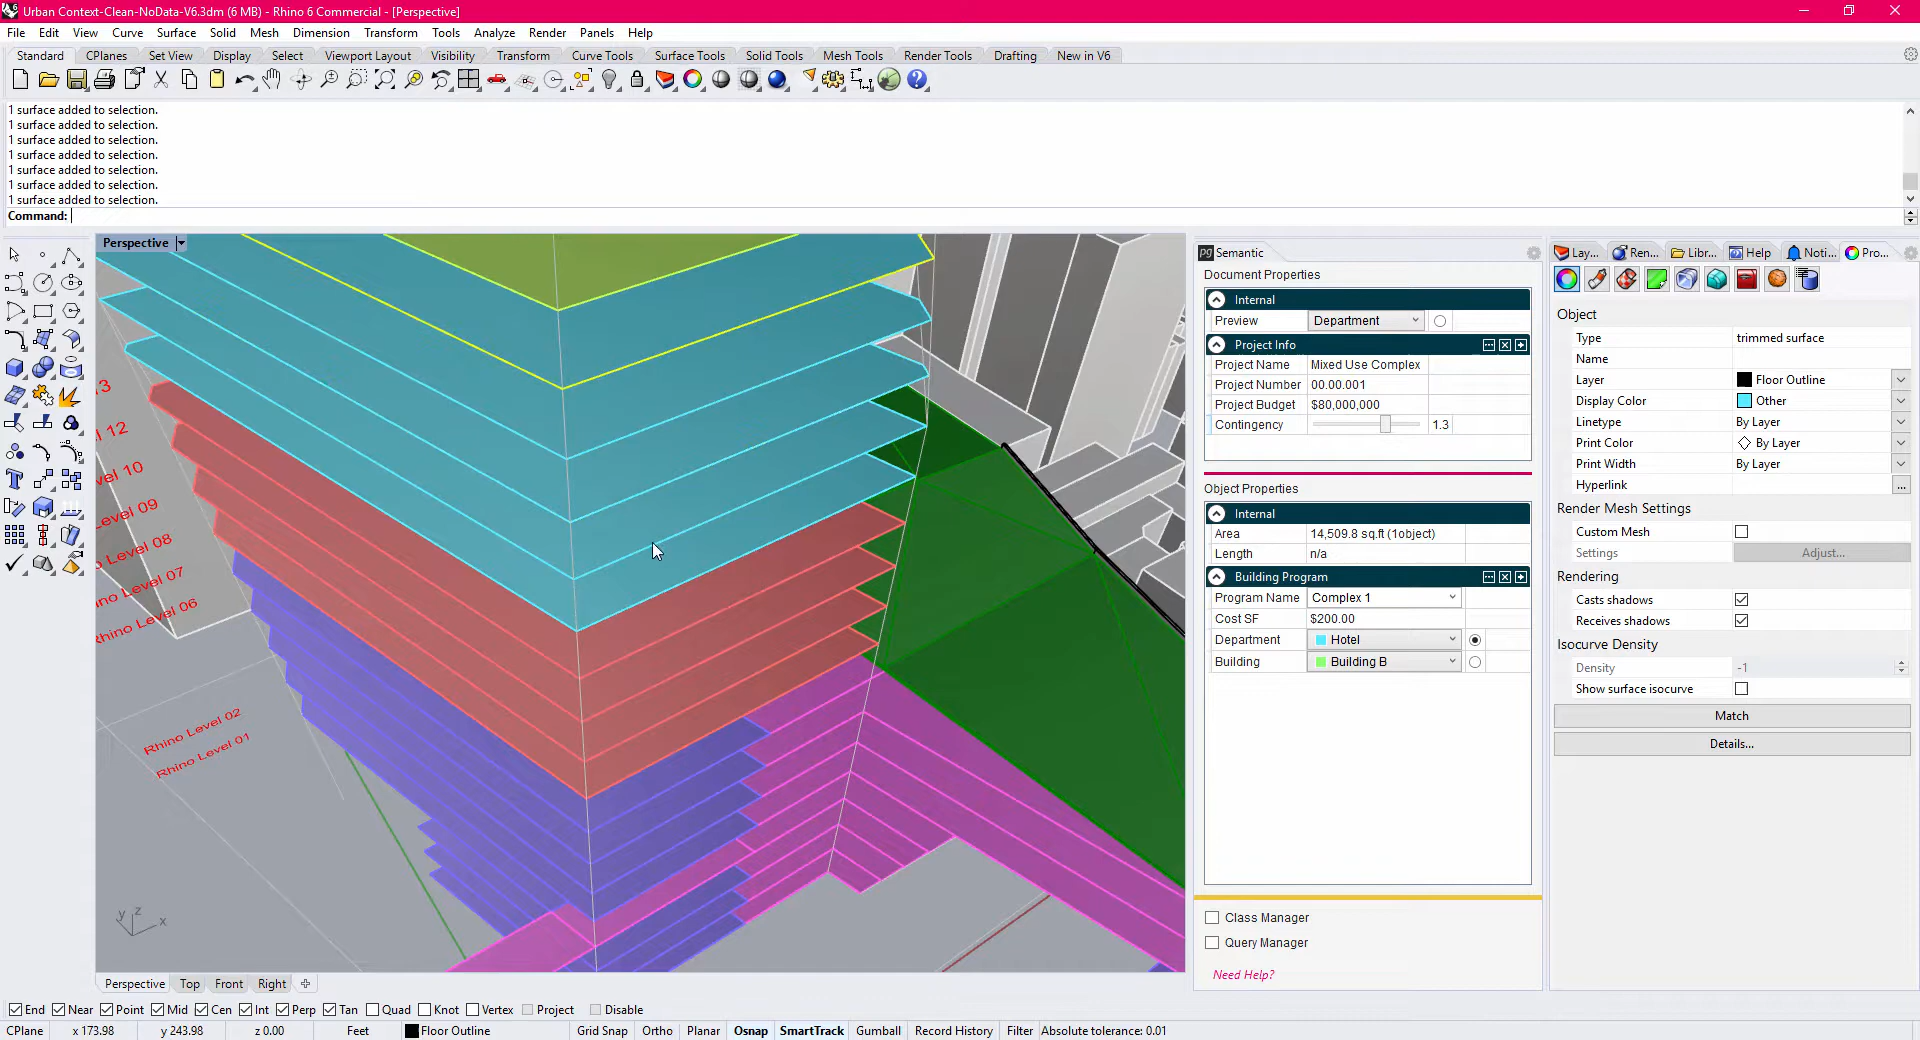 Urban Context-Clean-NoData-V6.3dm (6 MB) - Rhino 6 Commercial - [Perspective]
File Edit View Curve Surface Solid Mesh Dimension Transform Tools Analyze Render Panels Help
Standard CPlanes Set View Display Select Viewport Layout Visibility Transform Curve Tools Surface Tools Solid Tools Mesh Tools Render Tools Drafting New in V6
1 surface added to selection.
1 surface added to selection.
1 surface added to selection.
1 surface added to selection.
1 surface added to selection.
1 surface added to selection.
1 surface added to selection.
Command:
Perspective
13
12
vel 10
Level 09
Level 08
no Level 07
Rhino Level 06
Rhino Level 02
Rhino Level 01
z
y
x
pg Semantic
Document Properties
Internal
Preview Department
Project Info
Project Name Mixed Use Complex
Project Number 00.00.001
Project Budget $80,000,000
Contingency 1.3
Object Properties
Internal
Area 14,509.8 sq.ft (1object)
Length n/a
Building Program
Program Name Complex 1
Cost SF $200.00
Department Hotel
Building Building B
Class Manager
Query Manager
Need Help?
Lay... Ren... Libr... Help Noti... Pro...
Object
Type trimmed surface
Name
Layer Floor Outline
Display Color Other
Linetype By Layer
Print Color By Layer
Print Width By Layer
Hyperlink ...
Render Mesh Settings
Custom Mesh
Settings Adjust...
Rendering
Casts shadows
Receives shadows
Isocurve Density
Density -1
Show surface isocurve
Match
Details...
Perspective Top Front Right
End Near Point Mid Cen Int Perp Tan Quad Knot Vertex Project Disable
CPlane x 173.98 y 243.98 z 0.00 Feet Floor Outline Grid Snap Ortho Planar Osnap SmartTrack Gumball Record History Filter Absolute tolerance: 0.01